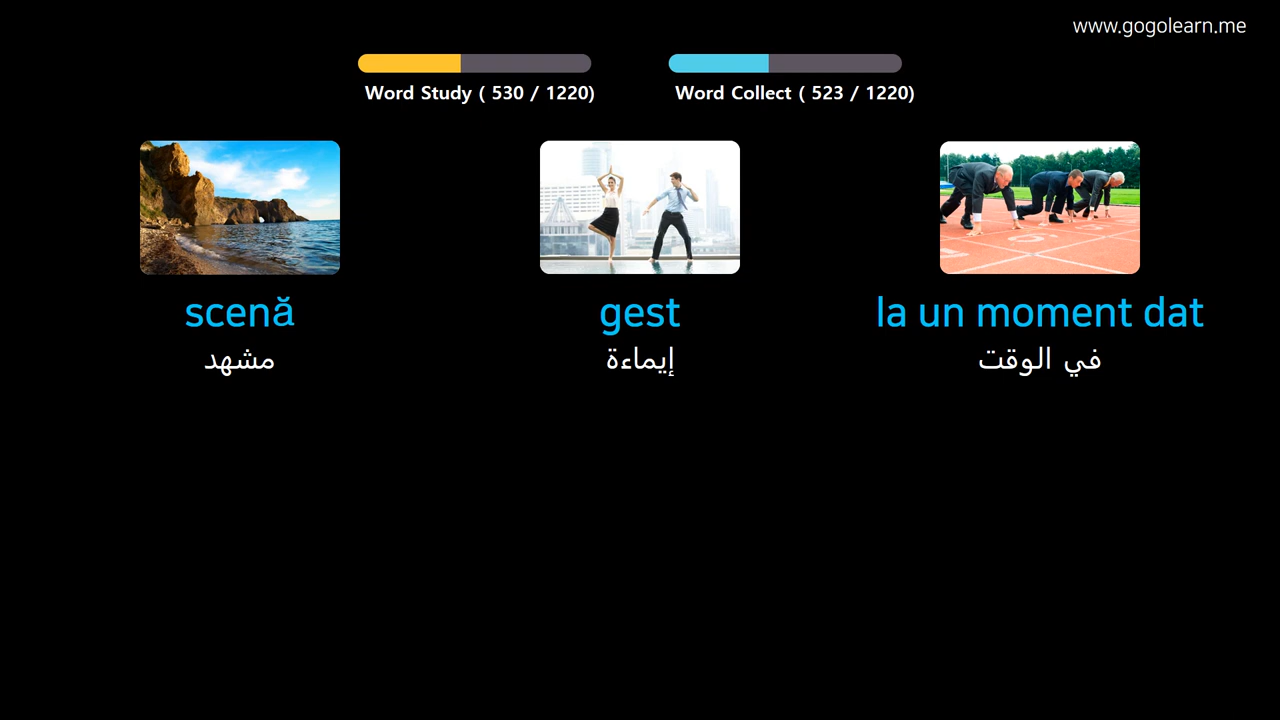 www.gogolearn.me
Word Study ( 530 / 1220)
Word Collect ( 523 / 1220)
scenă
gest
la un moment dat
مشهد
إيماءة
في الوقت